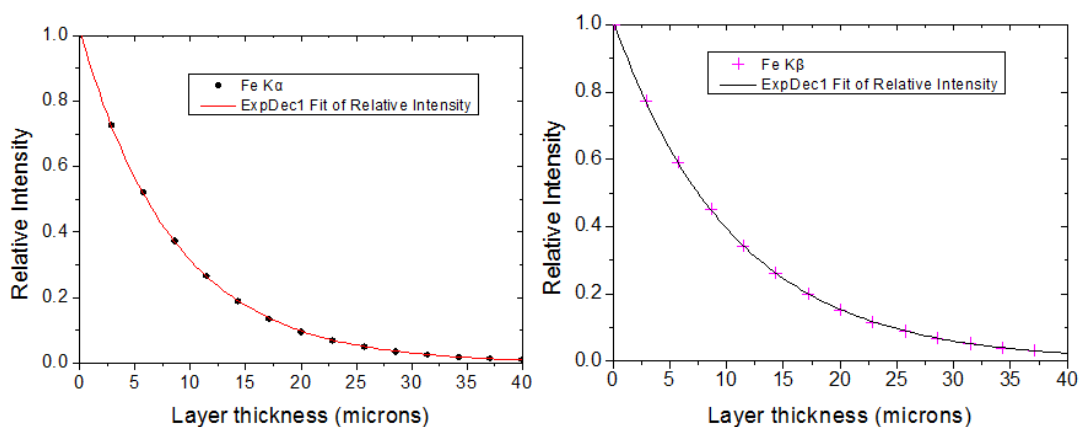 1.0
0.8
0.6
0.4
0.2
0.0
Relative Intensity
Fe Kα
ExpDec1 Fit of Relative Intensity
0 5 10 15 20 25 30 35 40
Layer thickness (microns)
1.0
0.8
0.6
0.4
0.2
0.0
Relative Intensity
Fe Kβ
ExpDec1 Fit of Relative Intensity
0 5 10 15 20 25 30 35 40
Layer thickness (microns)